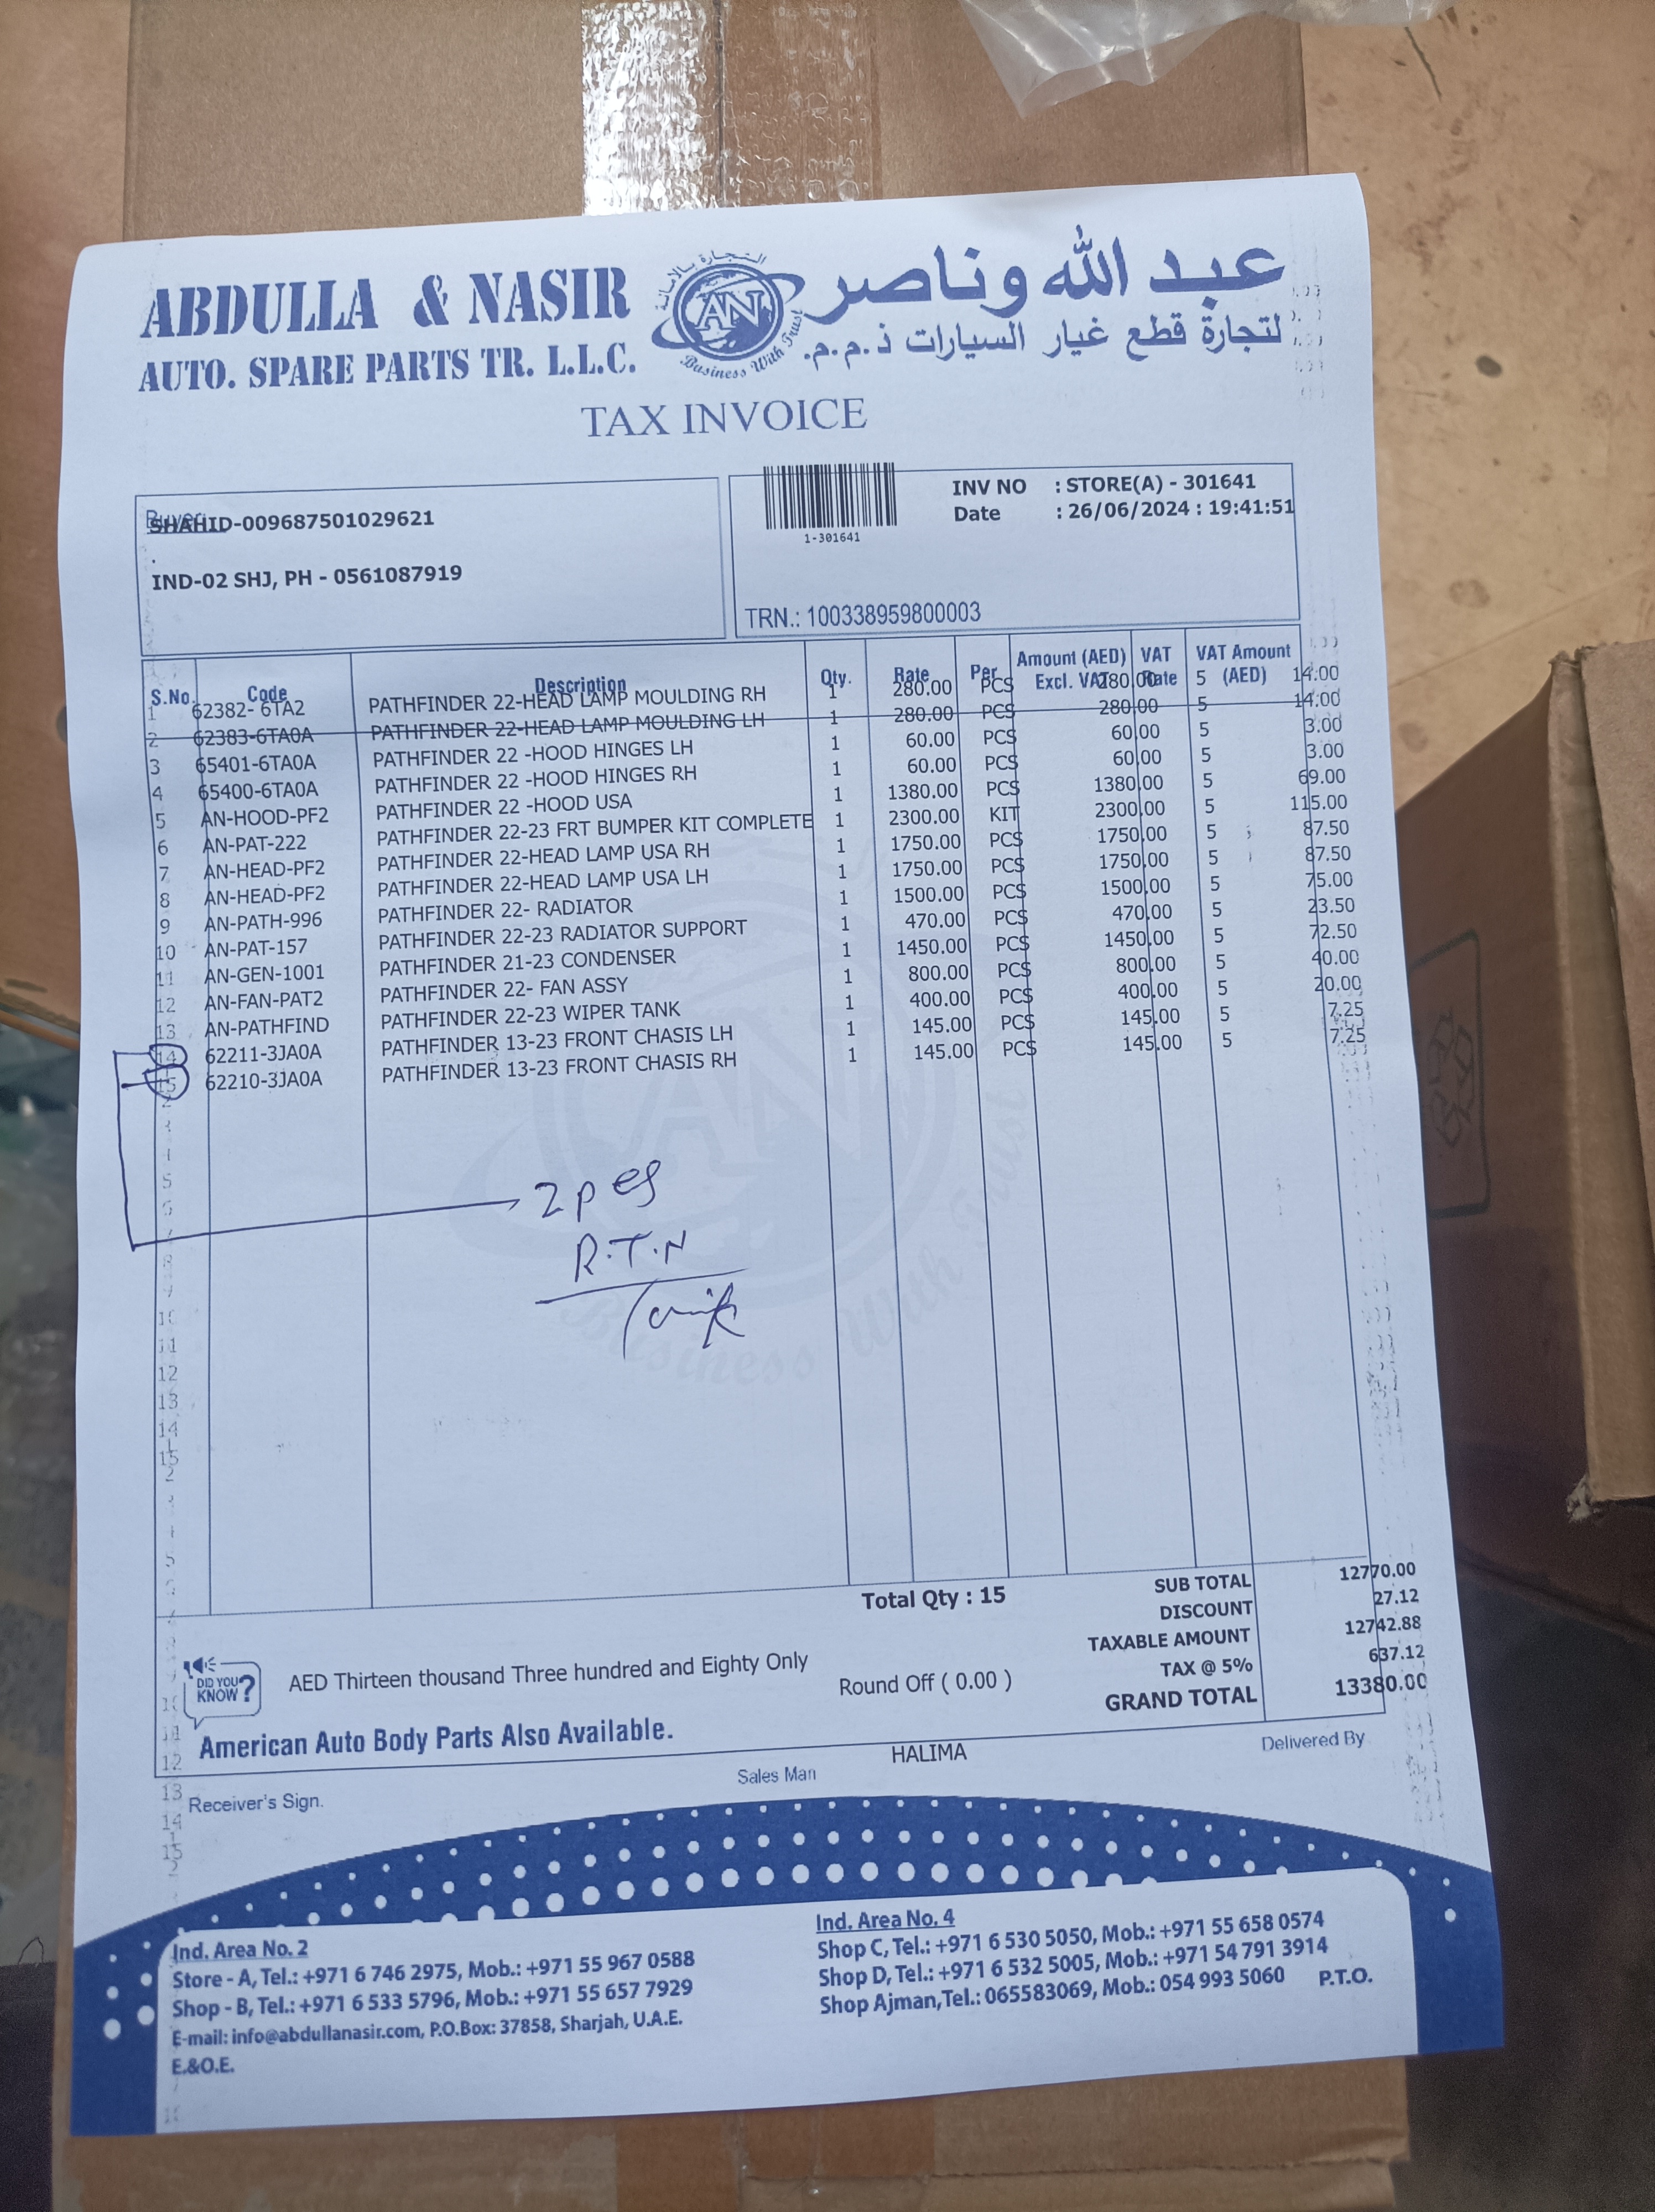 ABDULLA & NASIR
AUTO. SPARE PARTS TR. L.L.C.
التجارة بالأمانة
AN
Business With Trust
عبد الله وناصر
لتجارة قطع غيار السيارات ذ.م.م.
TAX INVOICE
Buyer:
SHAHID-009687501029621
.
IND-02 SHJ, PH - 0561087919
1-301641
INV NO : STORE(A) - 301641
Date : 26/06/2024 : 19:41:51
TRN.: 100338959800003
S.No. Code Description Qty. Rate Per Amount (AED) Excl. VAT VAT Rate VAT Amount (AED)
1 62382- 6TA2 PATHFINDER 22-HEAD LAMP MOULDING RH 1 280.00 PCS 280.00 5 14.00
2 62383-6TA0A PATHFINDER 22-HEAD LAMP MOULDING LH 1 280.00 PCS 280.00 5 14.00
3 65401-6TA0A PATHFINDER 22 -HOOD HINGES LH 1 60.00 PCS 60.00 5 3.00
4 65400-6TA0A PATHFINDER 22 -HOOD HINGES RH 1 60.00 PCS 60.00 5 3.00
5 AN-HOOD-PF2 PATHFINDER 22 -HOOD USA 1 1380.00 PCS 1380.00 5 69.00
6 AN-PAT-222 PATHFINDER 22-23 FRT BUMPER KIT COMPLETE 1 2300.00 KIT 2300.00 5 115.00
7 AN-HEAD-PF2 PATHFINDER 22-HEAD LAMP USA RH 1 1750.00 PCS 1750.00 5 87.50
8 AN-HEAD-PF2 PATHFINDER 22-HEAD LAMP USA LH 1 1750.00 PCS 1750.00 5 87.50
9 AN-PATH-996 PATHFINDER 22- RADIATOR 1 1500.00 PCS 1500.00 5 75.00
10 AN-PAT-157 PATHFINDER 22-23 RADIATOR SUPPORT 1 470.00 PCS 470.00 5 23.50
11 AN-GEN-1001 PATHFINDER 21-23 CONDENSER 1 1450.00 PCS 1450.00 5 72.50
12 AN-FAN-PAT2 PATHFINDER 22- FAN ASSY 1 800.00 PCS 800.00 5 40.00
13 AN-PATHFIND PATHFINDER 22-23 WIPER TANK 1 400.00 PCS 400.00 5 20.00
14 62211-3JA0A PATHFINDER 13-23 FRONT CHASIS LH 1 145.00 PCS 145.00 5 7.25
15 62210-3JA0A PATHFINDER 13-23 FRONT CHASIS RH 1 145.00 PCS 145.00 5 7.25
2 pes
R.T.N
Total Qty : 15
SUB TOTAL 12770.00
DISCOUNT 27.12
TAXABLE AMOUNT 12742.88
TAX @ 5% 637.12
GRAND TOTAL 13380.00
DID YOU KNOW?
AED Thirteen thousand Three hundred and Eighty Only
Round Off ( 0.00 )
American Auto Body Parts Also Available.
Receiver's Sign.
Sales Man HALIMA
Delivered By
Ind. Area No. 2
Store - A, Tel.: +971 6 746 2975, Mob.: +971 55 967 0588
Shop - B, Tel.: +971 6 533 5796, Mob.: +971 55 657 7929
E-mail: info@abdullanasir.com, P.O.Box: 37858, Sharjah, U.A.E.
E.&O.E.
Ind. Area No. 4
Shop C, Tel.: +971 6 530 5050, Mob.: +971 55 658 0574
Shop D, Tel.: +971 6 532 5005, Mob.: +971 54 791 3914
Shop Ajman, Tel.: 065583069, Mob.: 054 993 5060
P.T.O.